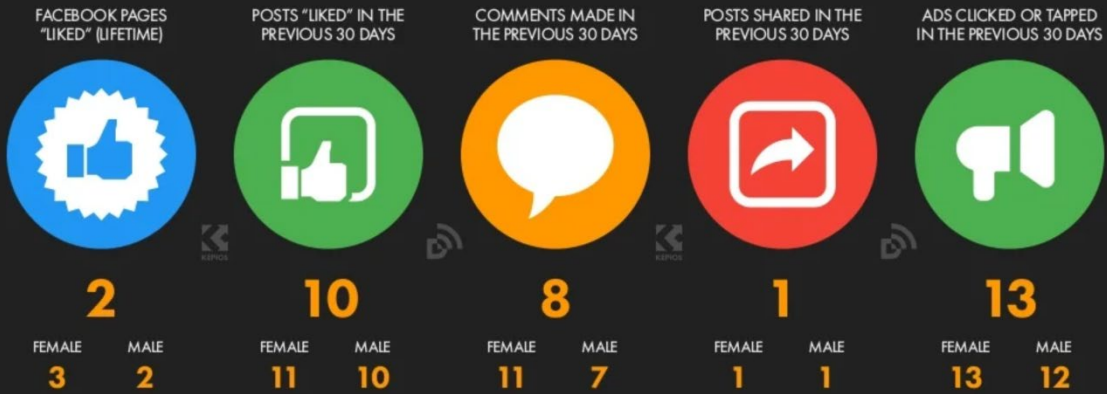 FACEBOOK PAGES
"LIKED" (LIFETIME)
POSTS "LIKED" IN THE
PREVIOUS 30 DAYS
COMMENTS MADE IN
THE PREVIOUS 30 DAYS
POSTS SHARED IN THE
PREVIOUS 30 DAYS
ADS CLICKED OR TAPPED
IN THE PREVIOUS 30 DAYS
KEPIOS
KEPIOS
2
10
8
1
13
FEMALE MALE
3 2
FEMALE MALE
11 10
FEMALE MALE
11 7
FEMALE MALE
1 1
FEMALE MALE
13 12